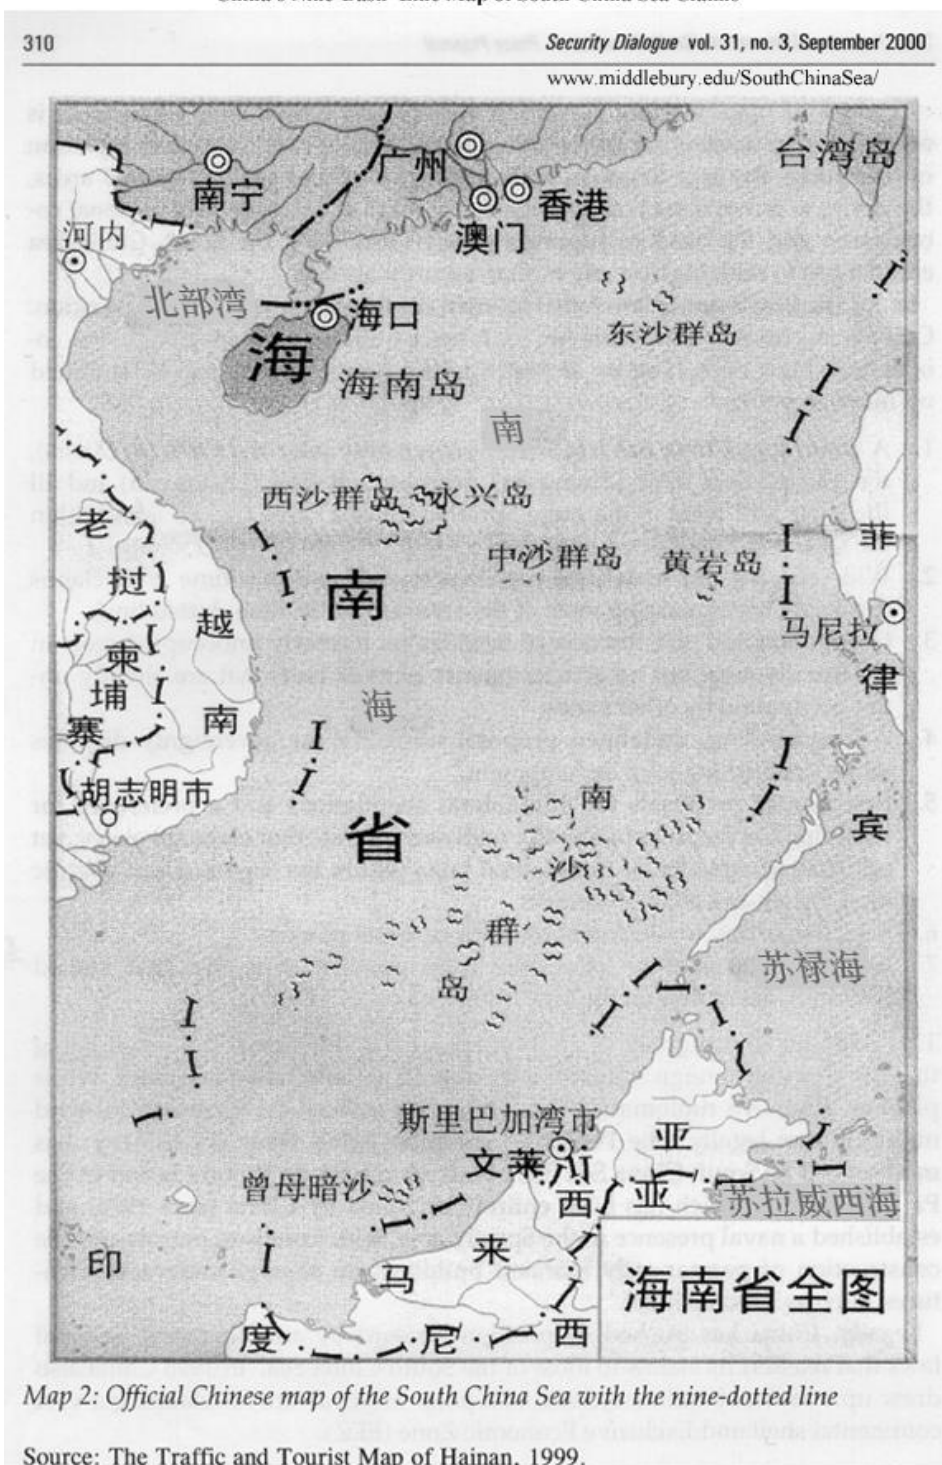 310
Security Dialogue vol. 31, no. 3, September 2000
www.middlebury.edu/SouthChinaSea/
台湾岛
广州
南宁
香港
澳门
河内
北部湾
海口
东沙群岛
海
海南岛
南
西沙群岛
永兴岛
老
菲
中沙群岛
黄岩岛
挝
南
越
马尼拉
柬
律
埔
海
南
寨
胡志明市
南
宾
省
沙
群
苏禄海
岛
斯里巴加湾市
亚
文莱
曾母暗沙
西
亚
苏拉威西海
来
印
马
海南省全图
度
尼
西
Map 2: Official Chinese map of the South China Sea with the nine-dotted line
Source: The Traffic and Tourist Map of Hainan, 1999.